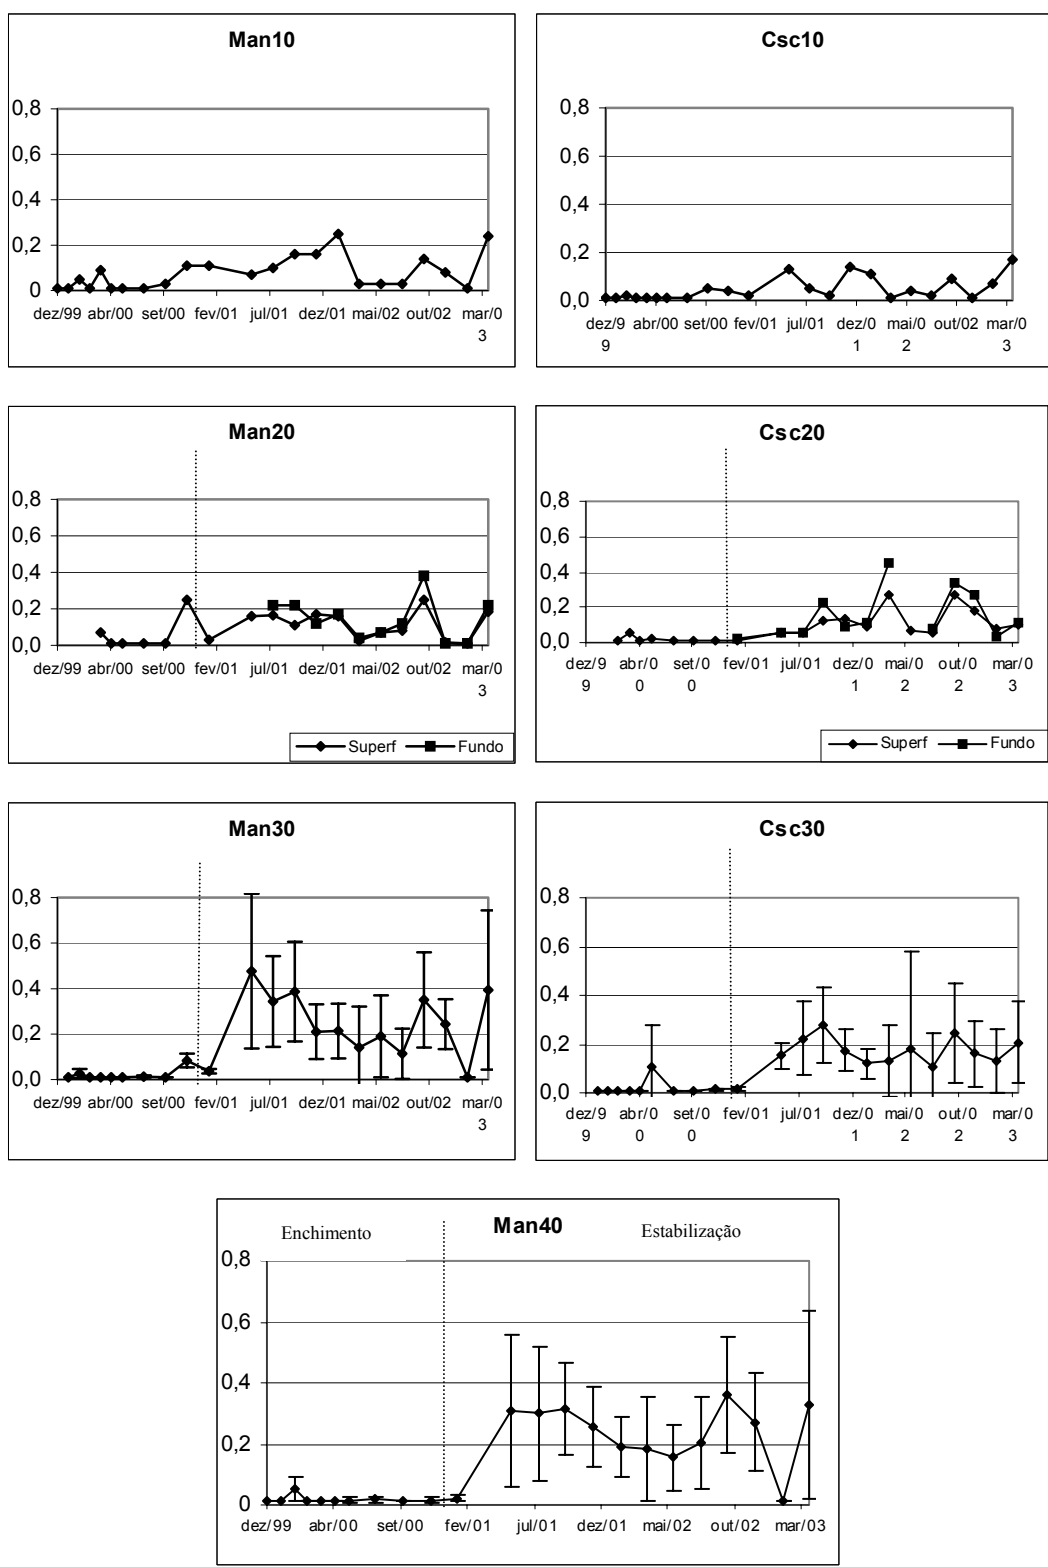 Man10
0,8
0,6
0,4
0,2
0
dez/99 abr/00 set/00 fev/01 jul/01 dez/01 mai/02 out/02 mar/0
3
Csc10
0,8
0,6
0,4
0,2
0,0
dez/9 abr/00 set/00 fev/01 jul/01 dez/0 mai/0 out/02 mar/0
9 1 2 3
Man20
0,8
0,6
0,4
0,2
0,0
dez/99 abr/00 set/00 fev/01 jul/01 dez/01 mai/02 out/02 mar/0
3
Superf Fundo
Csc20
0,8
0,6
0,4
0,2
0,0
dez/9 abr/0 set/0 fev/01 jul/01 dez/0 mai/0 out/0 mar/0
9 0 0 1 2 2 3
Superf Fundo
Man30
0,8
0,6
0,4
0,2
0,0
dez/99 abr/00 set/00 fev/01 jul/01 dez/01 mai/02 out/02 mar/0
3
Csc30
0,8
0,6
0,4
0,2
0,0
dez/9 abr/0 set/0 fev/01 jul/01 dez/0 mai/0 out/0 mar/0
9 0 0 1 2 2 3
Enchimento Man40 Estabilização
0,8
0,6
0,4
0,2
0
dez/99 abr/00 set/00 fev/01 jul/01 dez/01 mai/02 out/02 mar/03